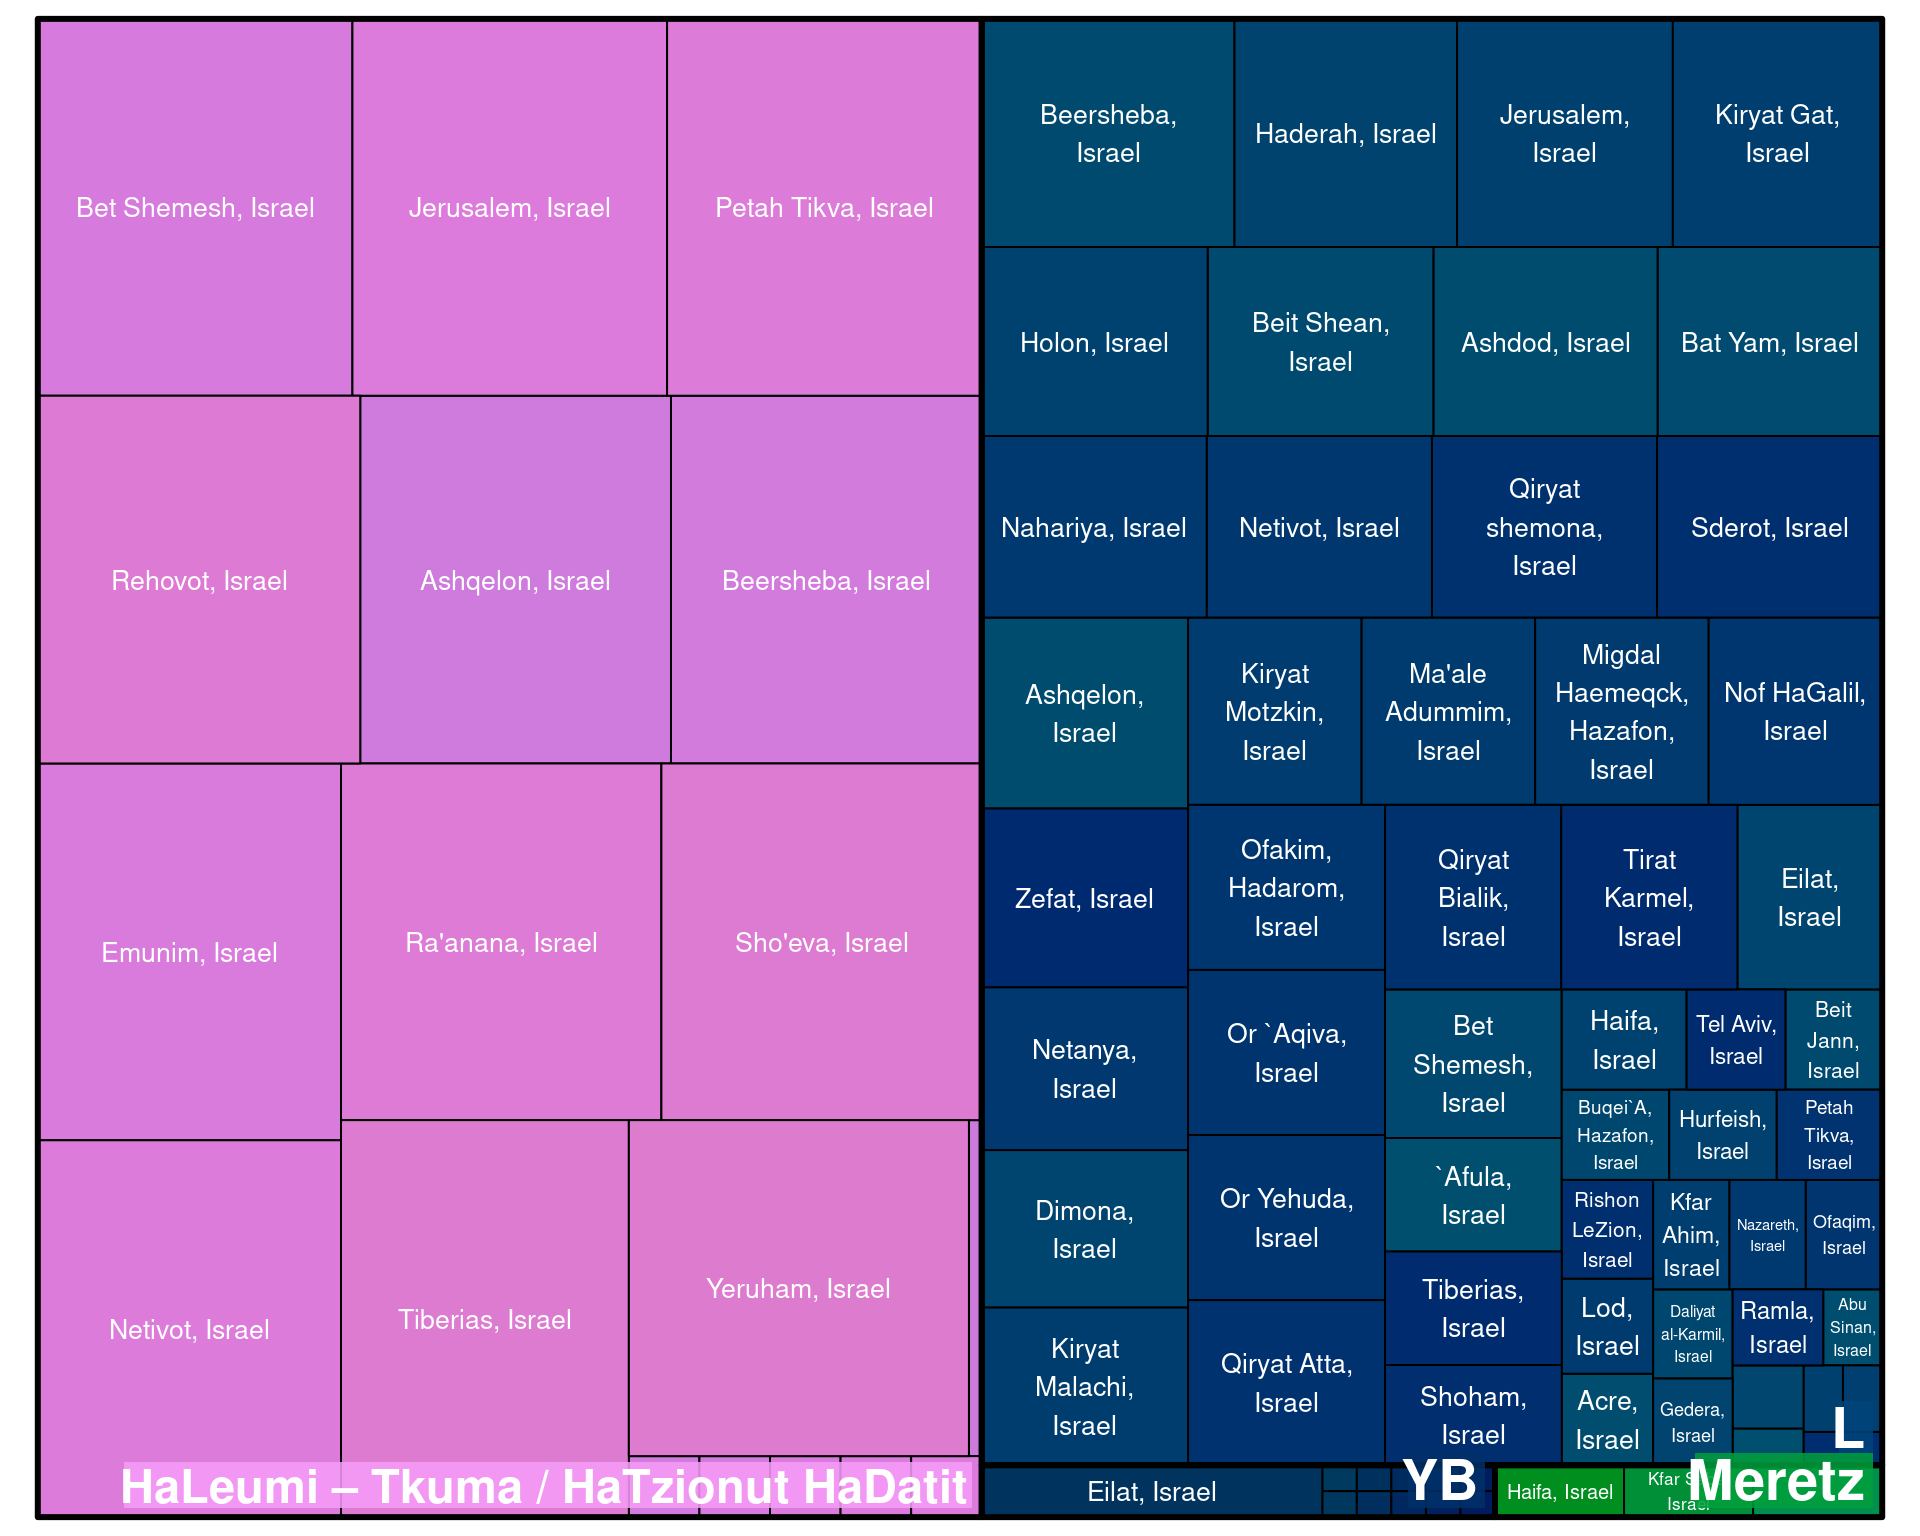 Bet Shemesh, Israel
Jerusalem, Israel
Petah Tikva, Israel
Rehovot, Israel
Ashqelon, Israel
Beersheba, Israel
Emunim, Israel
Ra'anana, Israel
Sho'eva, Israel
Netivot, Israel
Tiberias, Israel
Yeruham, Israel
HaLeumi – Tkuma / HaTzionut HaDatit
Beersheba,
Israel
Haderah, Israel
Jerusalem,
Israel
Kiryat Gat,
Israel
Holon, Israel
Beit Shean,
Israel
Ashdod, Israel
Bat Yam, Israel
Nahariya, Israel
Netivot, Israel
Qiryat
shemona,
Israel
Sderot, Israel
Ashqelon,
Israel
Kiryat
Motzkin,
Israel
Ma'ale
Adummim,
Israel
Migdal
Haemeqck,
Hazafon,
Israel
Nof HaGalil,
Israel
Zefat, Israel
Ofakim,
Hadarom,
Israel
Qiryat
Bialik,
Israel
Tirat
Karmel,
Israel
Eilat,
Israel
Netanya,
Israel
Or `Aqiva,
Israel
Bet
Shemesh,
Israel
Haifa,
Israel
Tel Aviv,
Israel
Beit
Jann,
Israel
Buqei`A,
Hazafon,
Israel
Hurfeish,
Israel
Petah
Tikva,
Israel
Dimona,
Israel
Or Yehuda,
Israel
`Afula,
Israel
Rishon
LeZion,
Israel
Kfar
Ahim,
Israel
Nazareth,
Israel
Ofaqim,
Israel
Tiberias,
Israel
Lod,
Israel
Daliyat
al-Karmil,
Israel
Ramla,
Israel
Abu
Sinan,
Israel
Kiryat
Malachi,
Israel
Qiryat Atta,
Israel
Shoham,
Israel
Acre,
Israel
Gedera,
Israel
L
Eilat, Israel
YB
Haifa, Israel
Kfar
Israel
Meretz